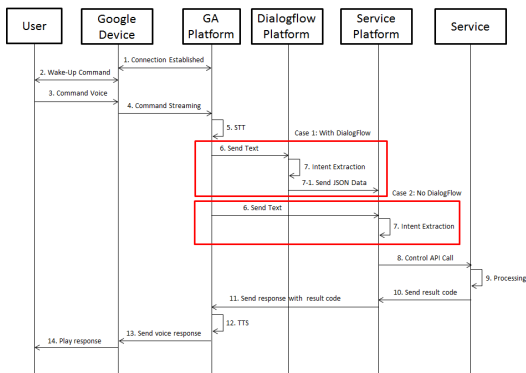 User
Google
Device
GA
Platform
Dialogflow
Platform
Service
Platform
Service
1. Connection Established
2. Wake-Up Command
3. Command Voice
4. Command Streaming
5. STT
Case 1: With DialogFlow
6. Send Text
7. Intent Extraction
7-1. Send JSON Data
Case 2: No DialogFlow
6. Send Text
7. Intent Extraction
8. Control API Call
9. Processing
10. Send result code
11. Send response with result code
12. TTS
13. Send voice response
14. Play response